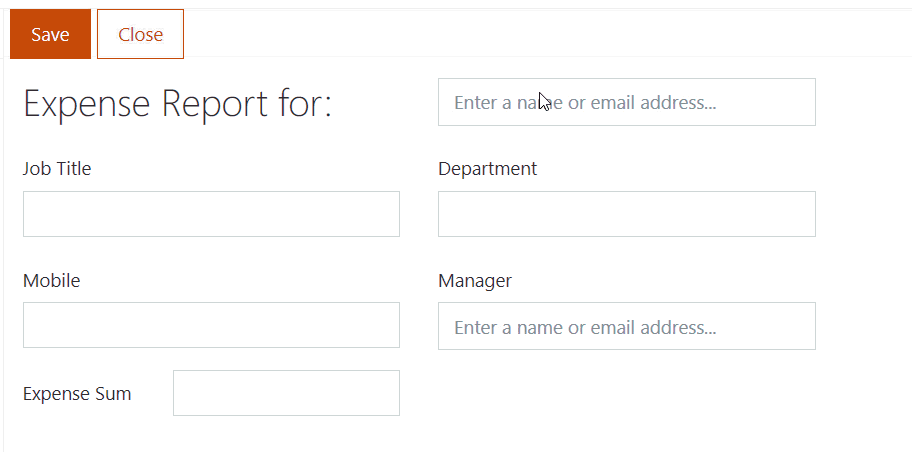 Save Close
Expense Report for: Enter a name or email address...
Job Title Department
Mobile Manager
Enter a name or email address...
Expense Sum